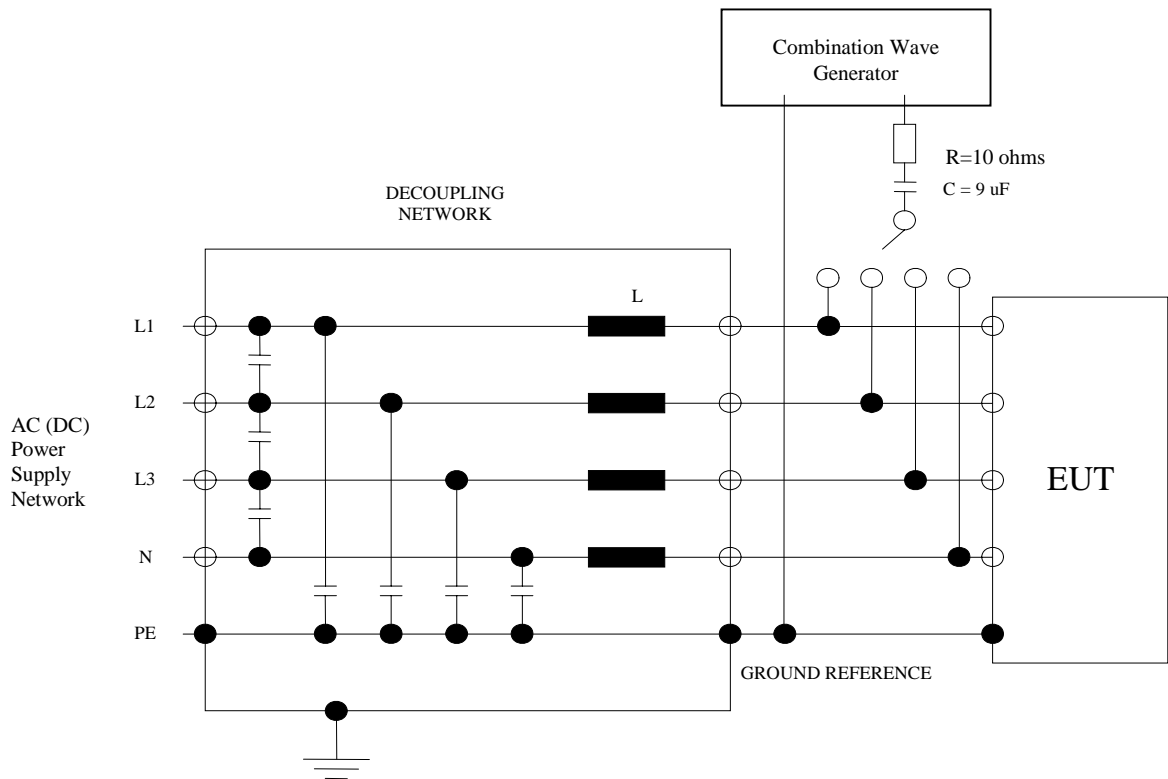 Combination Wave
Generator
R=10 ohms
C = 9 uF
DECOUPLING
NETWORK
L
L1
L2
AC (DC)
Power
Supply
Network
L3
EUT
N
PE
GROUND REFERENCE